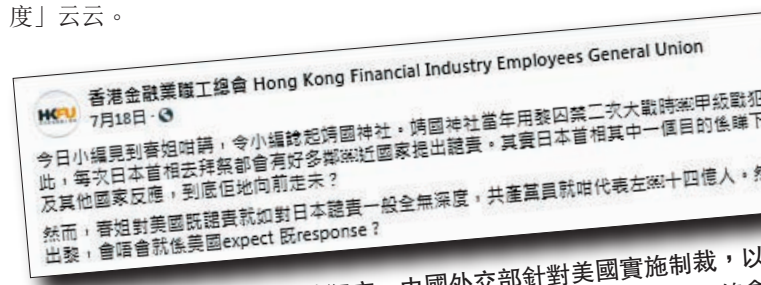 度」云云。
香港金融業職工總會 Hong Kong Financial Industry Employees General Union
HKFU
7月18日
今日小編見到春姐咁講，令小編諗起靖國神社。靖國神社當年用黎囚禁二次大戰時嘅甲級戰犯
此，每次日本首相去拜祭都會有好多鄰近國家提出譴責。其實日本首相其中一個目的係睇下
及其他國家反應，到底佢地向前走未？
然而，春姐對美國既譴責就如對日本譴責一般全無深度，共產黨員就咁代表左十四億人。然
出黎，會唔會就係美國expect 既response？
中國外交部針對美國實施制裁，以